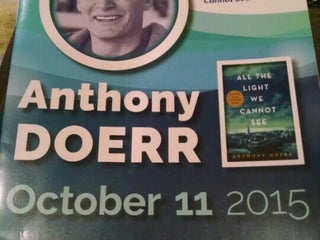 Anthony
DOERR
ALL THE
LIGHT
WE
CANNOT
SEE
ANTHONY DOERR
October 11 2015